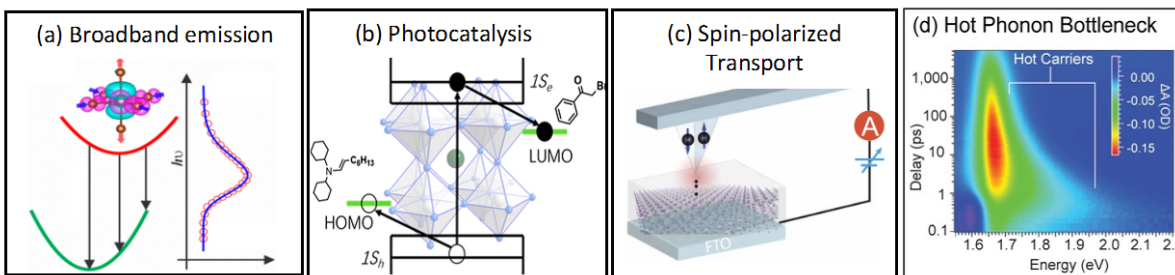 (a) Broadband emission
hυ
(b) Photocatalysis
1Se
Br
O
LUMO
C6H13
N
HOMO
1Sh
(c) Spin-polarized
Transport
A
FTO
(d) Hot Phonon Bottleneck
Hot Carriers
1,000
100
10
1
0.1
Delay (ps)
0.00
-0.05
-0.10
-0.15
ΔA (OD)
1.6 1.7 1.8 1.9 2.0 2.1 2.
Energy (eV)